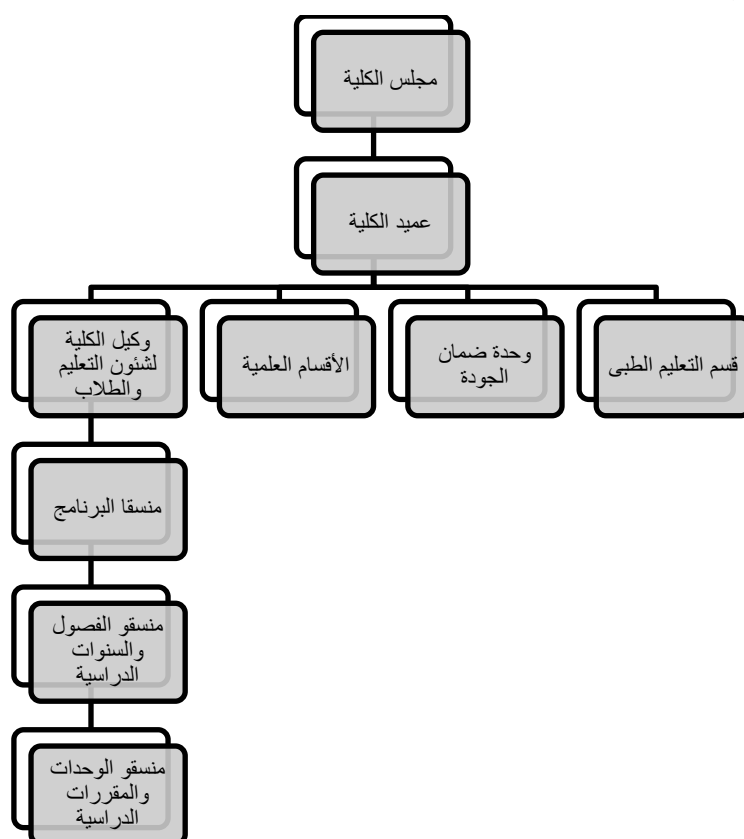 مجلس الكلية
عميد الكلية
قسم التعليم الطبى
وحدة ضمان
الجودة
الأقسام العلمية
وكيل الكلية
لشئون التعليم
والطلاب
منسقا البرنامج
منسقو الفصول
والسنوات
الدراسية
منسقو الوحدات
والمقررات
الدراسية